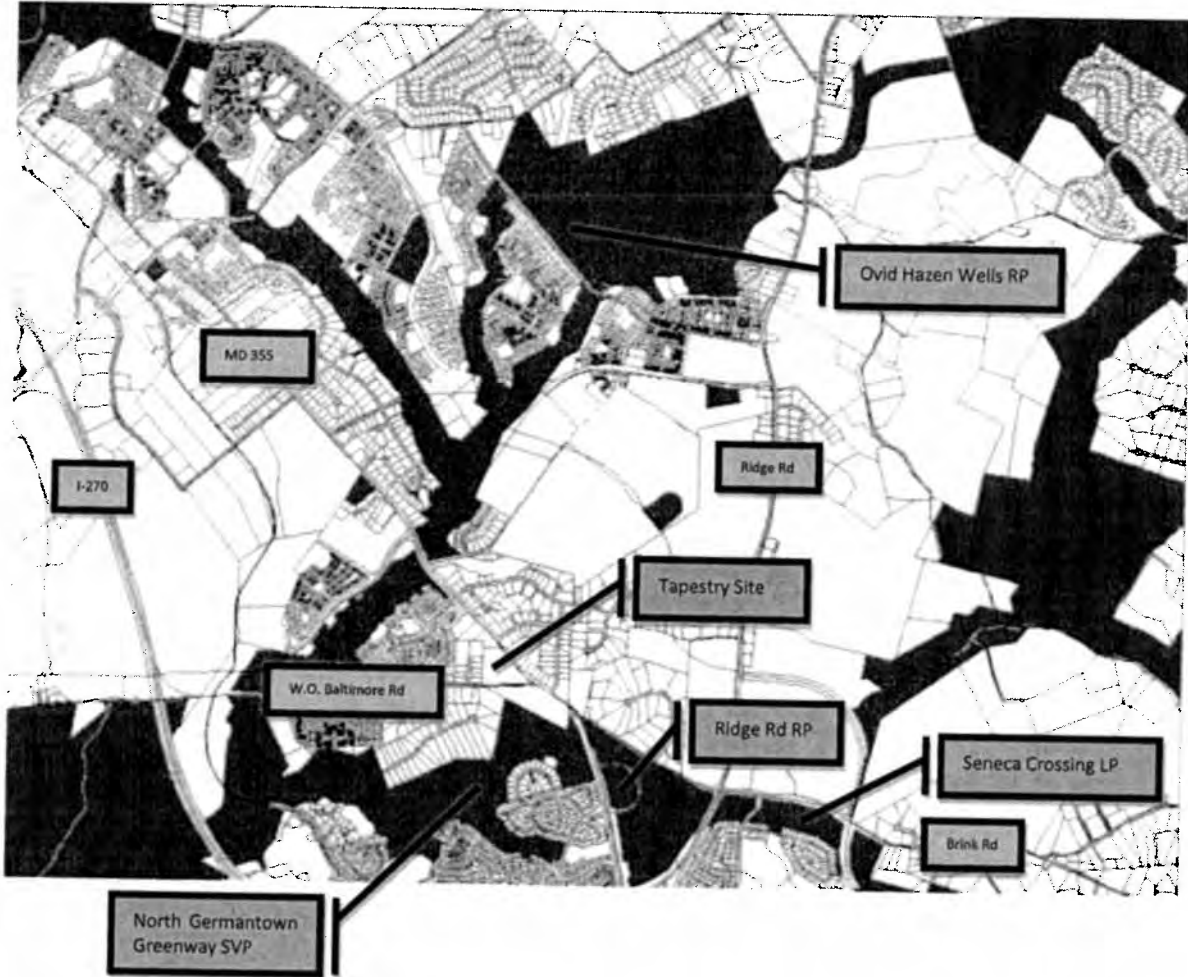 Ovid Hazen Wells RP
MD 355
Ridge Rd
I-270
Tapestry Site
W.O. Baltimore Rd
Ridge Rd RP
Seneca Crossing LP
Brink Rd
North Germantown
Greenway SVP